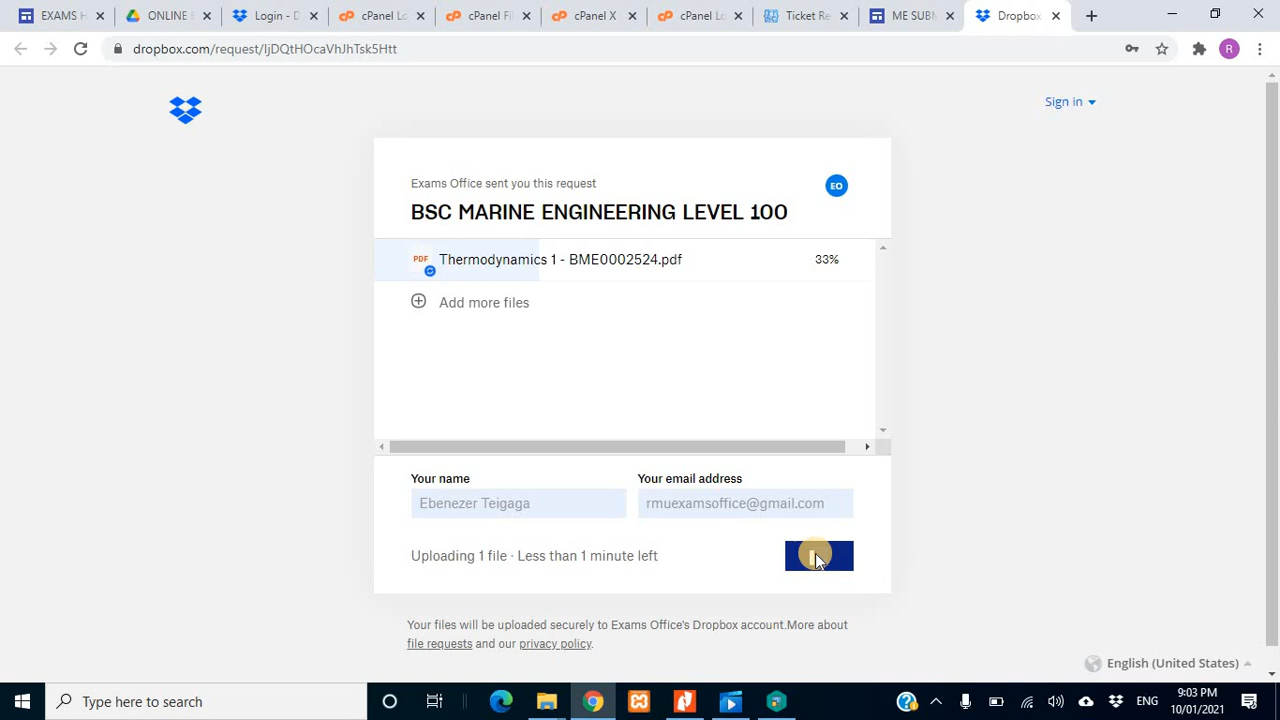 EXAMS H
ONLINE
Login - D
cPanel Lo
cPanel Fi
cPanel X
cPanel Lo
Ticket Re
ME SUBM
Dropbox
dropbox.com/request/ljDQtHOcaVhJhTsk5Htt
R
Sign in
Exams Office sent you this request
EO
BSC MARINE ENGINEERING LEVEL 100
PDF Thermodynamics 1 - BME0002524.pdf 33%
Add more files
Your name Your email address
Ebenezer Teigaga rmuexamsoffice@gmail.com
Uploading 1 file · Less than 1 minute left
Your files will be uploaded securely to Exams Office's Dropbox account.More about
file requests and our privacy policy.
English (United States)
Type here to search
ENG
9:03 PM
10/01/2021